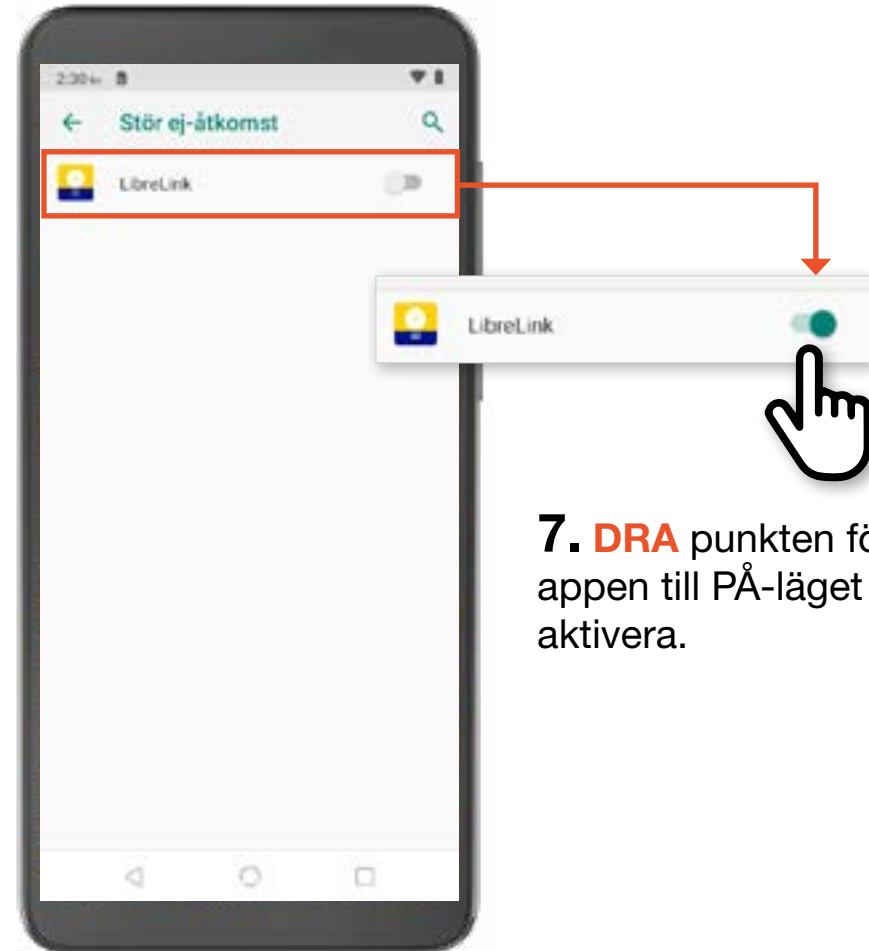 2:30
Stör ej-åtkomst
LibreLink
LibreLink
7. DRA punkten fö
appen till PÅ-läget
aktivera.